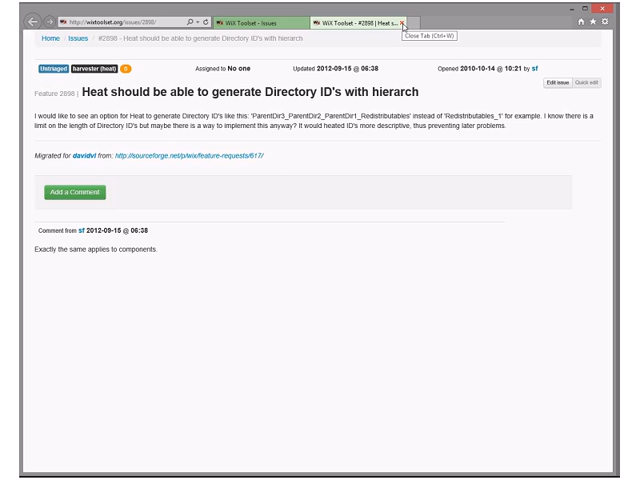 http://wixtoolset.org/issues/2898/
WiX Toolset - Issues
WiX Toolset - #2898 | Heat s...
Close Tab (Ctrl+W)
Home / Issues / #2898 - Heat should be able to generate Directory ID's with hierarch
Untriaged harvester (heat) 0 Assigned to No one Updated 2012-09-15 @ 06:38 Opened 2010-10-14 @ 10:21 by sf
Edit issue Quick edit
Feature 2898 | Heat should be able to generate Directory ID's with hierarch
I would like to see an option for Heat to generate Directory ID's like this: 'ParentDir3_ParentDir2_ParentDir1_Redistributables' instead of 'Redistributables_1' for example. I know there is a
limit on the length of Directory ID's but maybe there is a way to implement this anyway? It would heated ID's more descriptive, thus preventing later problems.
Migrated for davidvl from: http://sourceforge.net/p/wix/feature-requests/617/
Add a Comment
Comment from sf 2012-09-15 @ 06:38
Exactly the same applies to components.